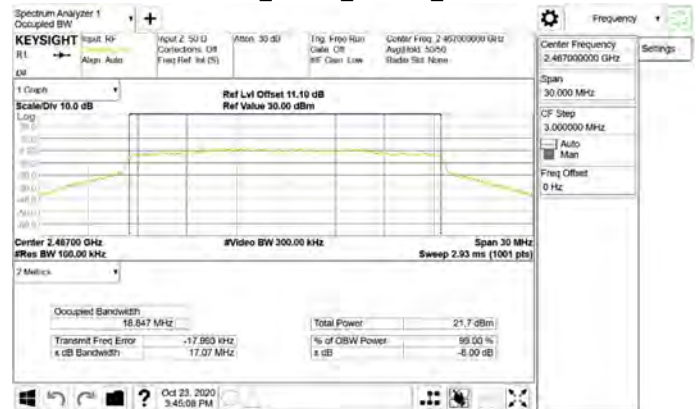 Spectrum Analyzer 1
Occupied BW
Frequency
KEYSIGHT
Input: RF
Input Z: 50 Ω
Atten: 30 dB
Trig: Free Run
Center Freq: 2.467000000 GHz
Corrections: Off
Gate: Off
Avg|Hold: 50/50
Align: Auto
Freq Ref: Int (S)
#IF Gain: Low
Radio Std: None
Center Frequency
2.467000000 GHz
Settings
Span
30.000 MHz
CF Step
3.000000 MHz
Auto
Man
Freq Offset
0 Hz
1 Graph
Ref Lvl Offset 11.10 dB
Scale/Div 10.0 dB
Ref Value 30.00 dBm
Log
Center 2.46700 GHz
#Video BW 300.00 kHz
Span 30 MHz
#Res BW 100.00 kHz
Sweep 2.93 ms (1001 pts)
2 Metrics
Occupied Bandwidth
18.847 MHz
Total Power
21.7 dBm
Transmit Freq Error
-17.993 kHz
% of OBW Power
99.00 %
x dB Bandwidth
17.07 MHz
x dB
-6.00 dB
?
Oct 23, 2020
3:45:08 PM